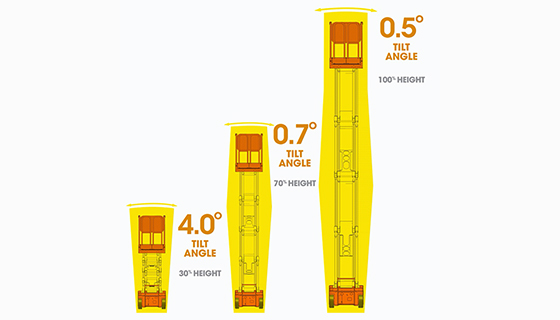 4.0°
TILT
ANGLE
30% HEIGHT
0.7°
TILT
ANGLE
70% HEIGHT
0.5°
TILT
ANGLE
100% HEIGHT